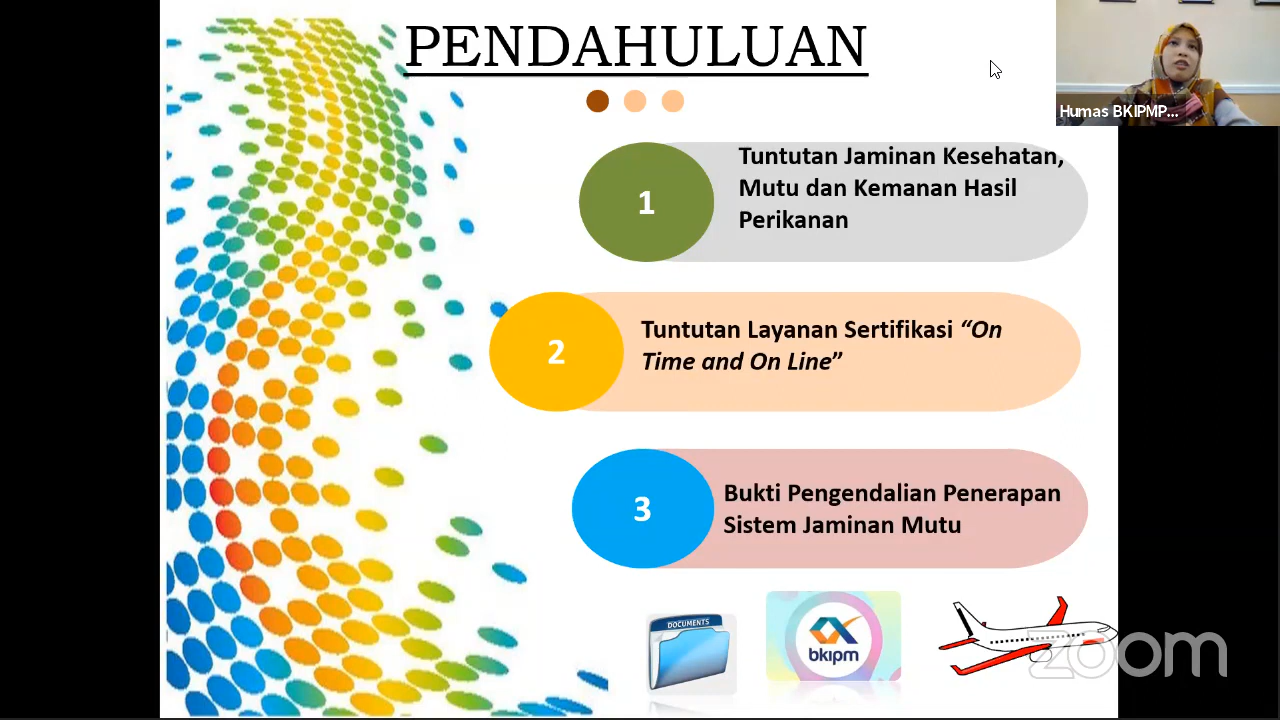 PENDAHULUAN
Humas BKIPMP...
1
Tuntutan Jaminan Kesehatan,
Mutu dan Kemanan Hasil
Perikanan
2
Tuntutan Layanan Sertifikasi “On
Time and On Line”
3
Bukti Pengendalian Penerapan
Sistem Jaminan Mutu
DOCUMENTS
bkipm
zoom